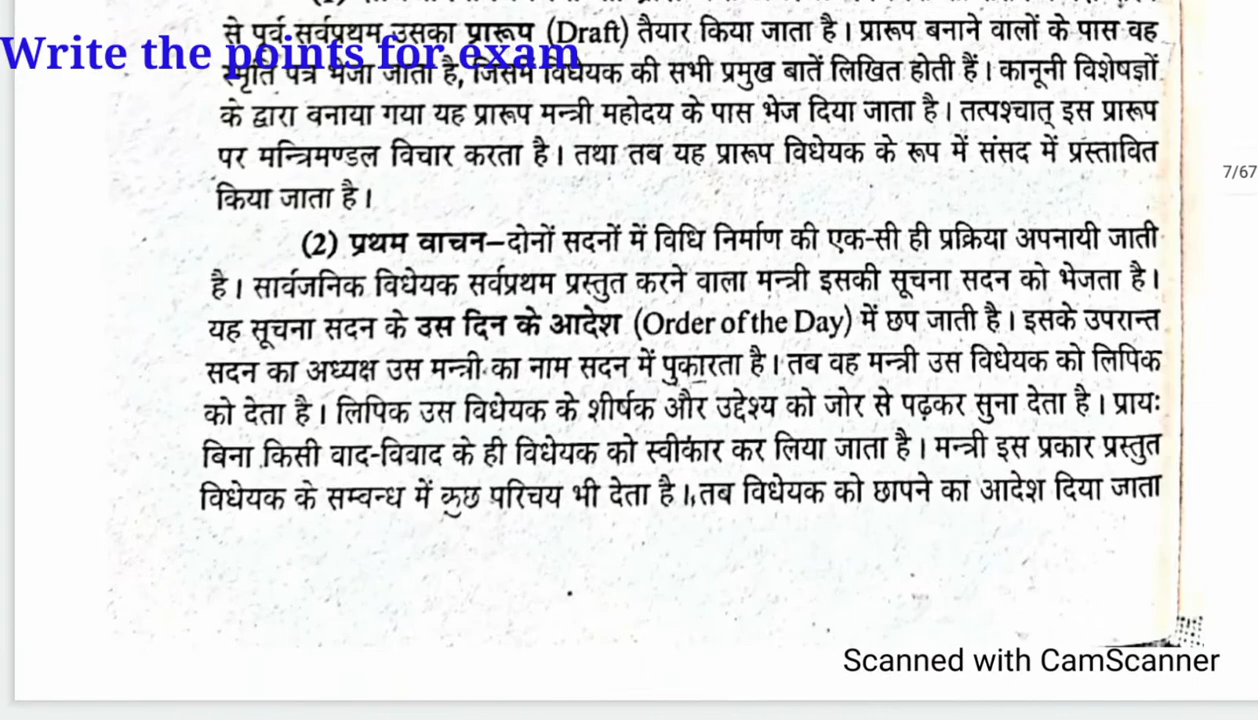 से पूर्व सर्वप्रथम उसका प्रारूप (Draft) तैयार किया जाता है। प्रारूप बनाने वालों के पास वह
Write the points for exam
स्मृति पत्र भेजा जाता है, जिसमें विधेयक की सभी प्रमुख बातें लिखित होती हैं। कानूनी विशेषज्ञों
के द्वारा बनाया गया यह प्रारूप मन्त्री महोदय के पास भेज दिया जाता है। तत्पश्चात् इस प्रारूप
पर मन्त्रिमण्डल विचार करता है। तथा तब यह प्रारूप विधेयक के रूप में संसद में प्रस्तावित
7/67
किया जाता है।
(2) प्रथम वाचन–दोनों सदनों में विधि निर्माण की एक-सी ही प्रक्रिया अपनायी जाती
है। सार्वजनिक विधेयक सर्वप्रथम प्रस्तुत करने वाला मन्त्री इसकी सूचना सदन को भेजता है।
यह सूचना सदन के उस दिन के आदेश (Order of the Day) में छप जाती है। इसके उपरान्त
सदन का अध्यक्ष उस मन्त्री का नाम सदन में पुकारता है। तब वह मन्त्री उस विधेयक को लिपिक
को देता है। लिपिक उस विधेयक के शीर्षक और उद्देश्य को जोर से पढ़कर सुना देता है। प्रायः
बिना किसी वाद-विवाद के ही विधेयक को स्वीकार कर लिया जाता है। मन्त्री इस प्रकार प्रस्तुत
विधेयक के सम्बन्ध में कुछ परिचय भी देता है। तब विधेयक को छापने का आदेश दिया जाता
Scanned with CamScanner